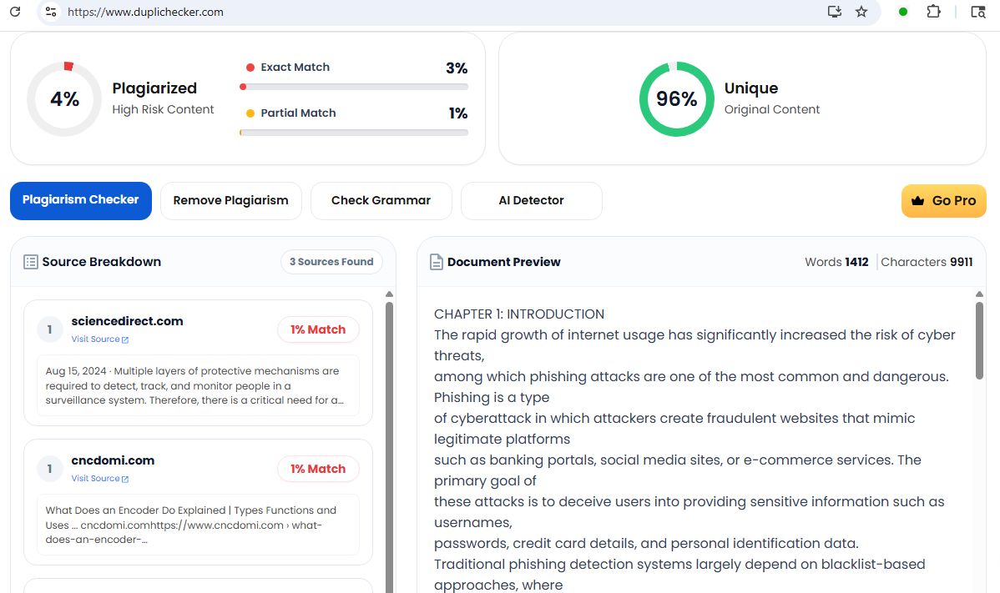 https://www.duplichecker.com
4%
Plagiarized
High Risk Content
Exact Match
3%
Partial Match
1%
96%
Unique
Original Content
Plagiarism Checker
Remove Plagiarism
Check Grammar
AI Detector
Go Pro
Source Breakdown
3 Sources Found
1
sciencedirect.com
Visit Source
1% Match
Aug 15, 2024 · Multiple layers of protective mechanisms are
required to detect, track, and monitor people in a
surveillance system. Therefore, there is a critical need for a...
1
cncdomi.com
Visit Source
1% Match
What Does an Encoder Do Explained | Types Functions and
Uses ... cncdomi.comhttps://www.cncdomi.com › what-
does-an-encoder-...
Document Preview
Words 1412
Characters 9911
CHAPTER 1: INTRODUCTION
The rapid growth of internet usage has significantly increased the risk of cyber
threats,
among which phishing attacks are one of the most common and dangerous.
Phishing is a type
of cyberattack in which attackers create fraudulent websites that mimic
legitimate platforms
such as banking portals, social media sites, or e-commerce services. The
primary goal of
these attacks is to deceive users into providing sensitive information such as
usernames,
passwords, credit card details, and personal identification data.
Traditional phishing detection systems largely depend on blacklist-based
approaches, where